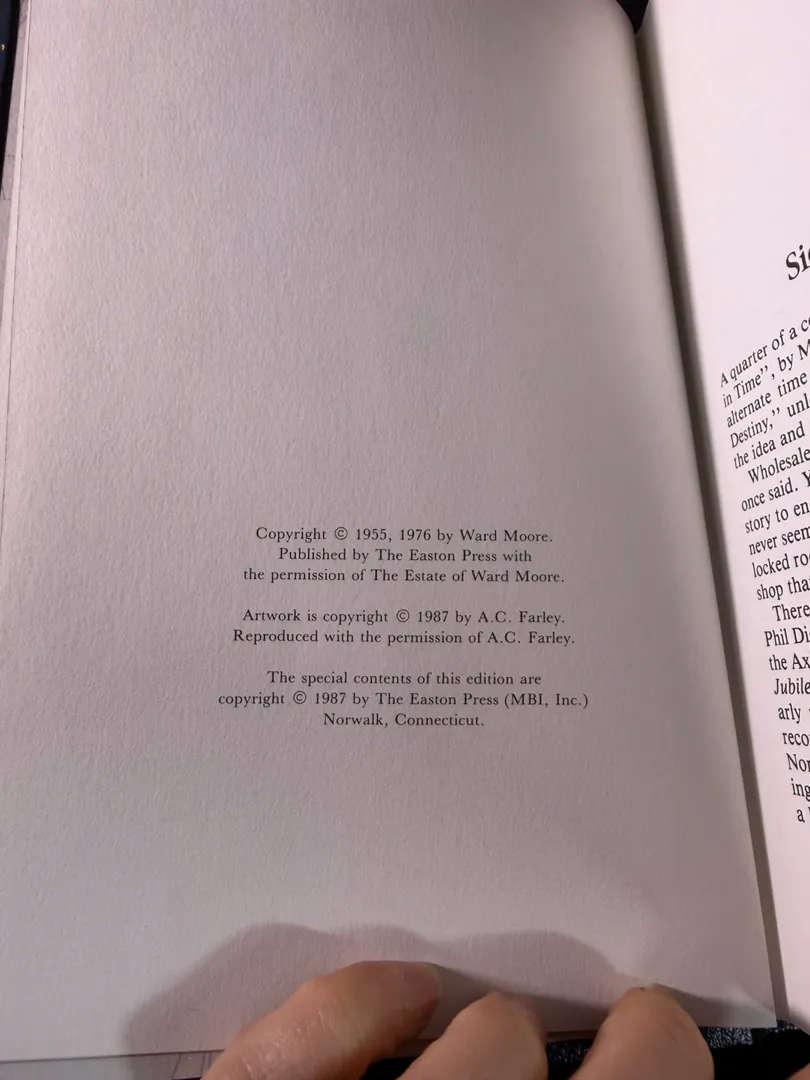 Copyright © 1955, 1976 by Ward Moore.
Published by The Easton Press with
the permission of The Estate of Ward Moore.
Artwork is copyright © 1987 by A.C. Farley.
Reproduced with the permission of A.C. Farley.
The special contents of this edition are
copyright © 1987 by The Easton Press (MBI, Inc.)
Norwalk, Connecticut.
A quarter of a
in Time", by
alternate time
Destiny," unl
the idea and
Wholesale
once said.
story to en
never seem
locked ro
shop tha
There
Phil Di
the Ax
Jubile
arly
reco
Nor
ing
a